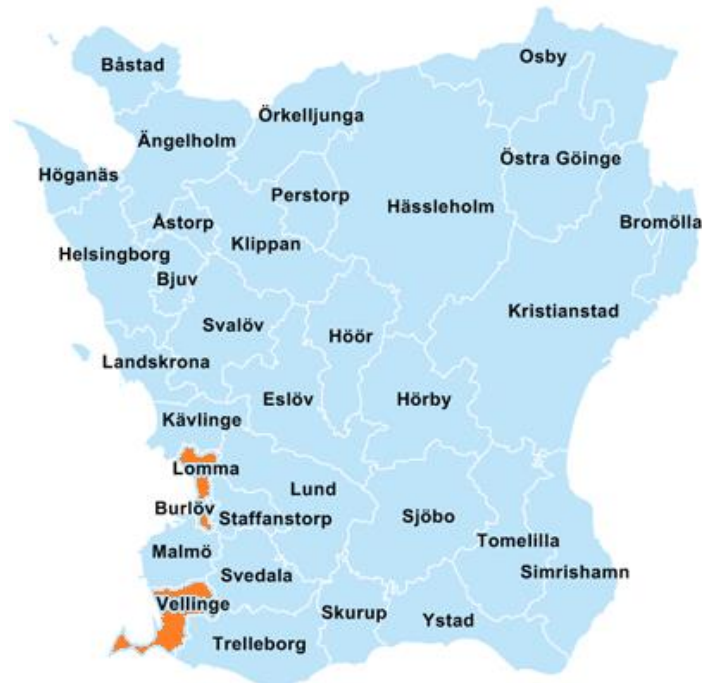 Osby
Båstad
Örkelljunga
Ängelholm
Östra Göinge
Höganäs
Perstorp
Hässleholm
Åstorp
Bromölla
Klippan
Helsingborg
Bjuv
Kristianstad
Svalöv
Höör
Landskrona
Eslöv
Hörby
Kävlinge
Lomma
Lund
Burlöv
Staffanstorp
Sjöbo
Tomelilla
Malmö
Svedala
Simrishamn
Vellinge
Skurup
Ystad
Trelleborg